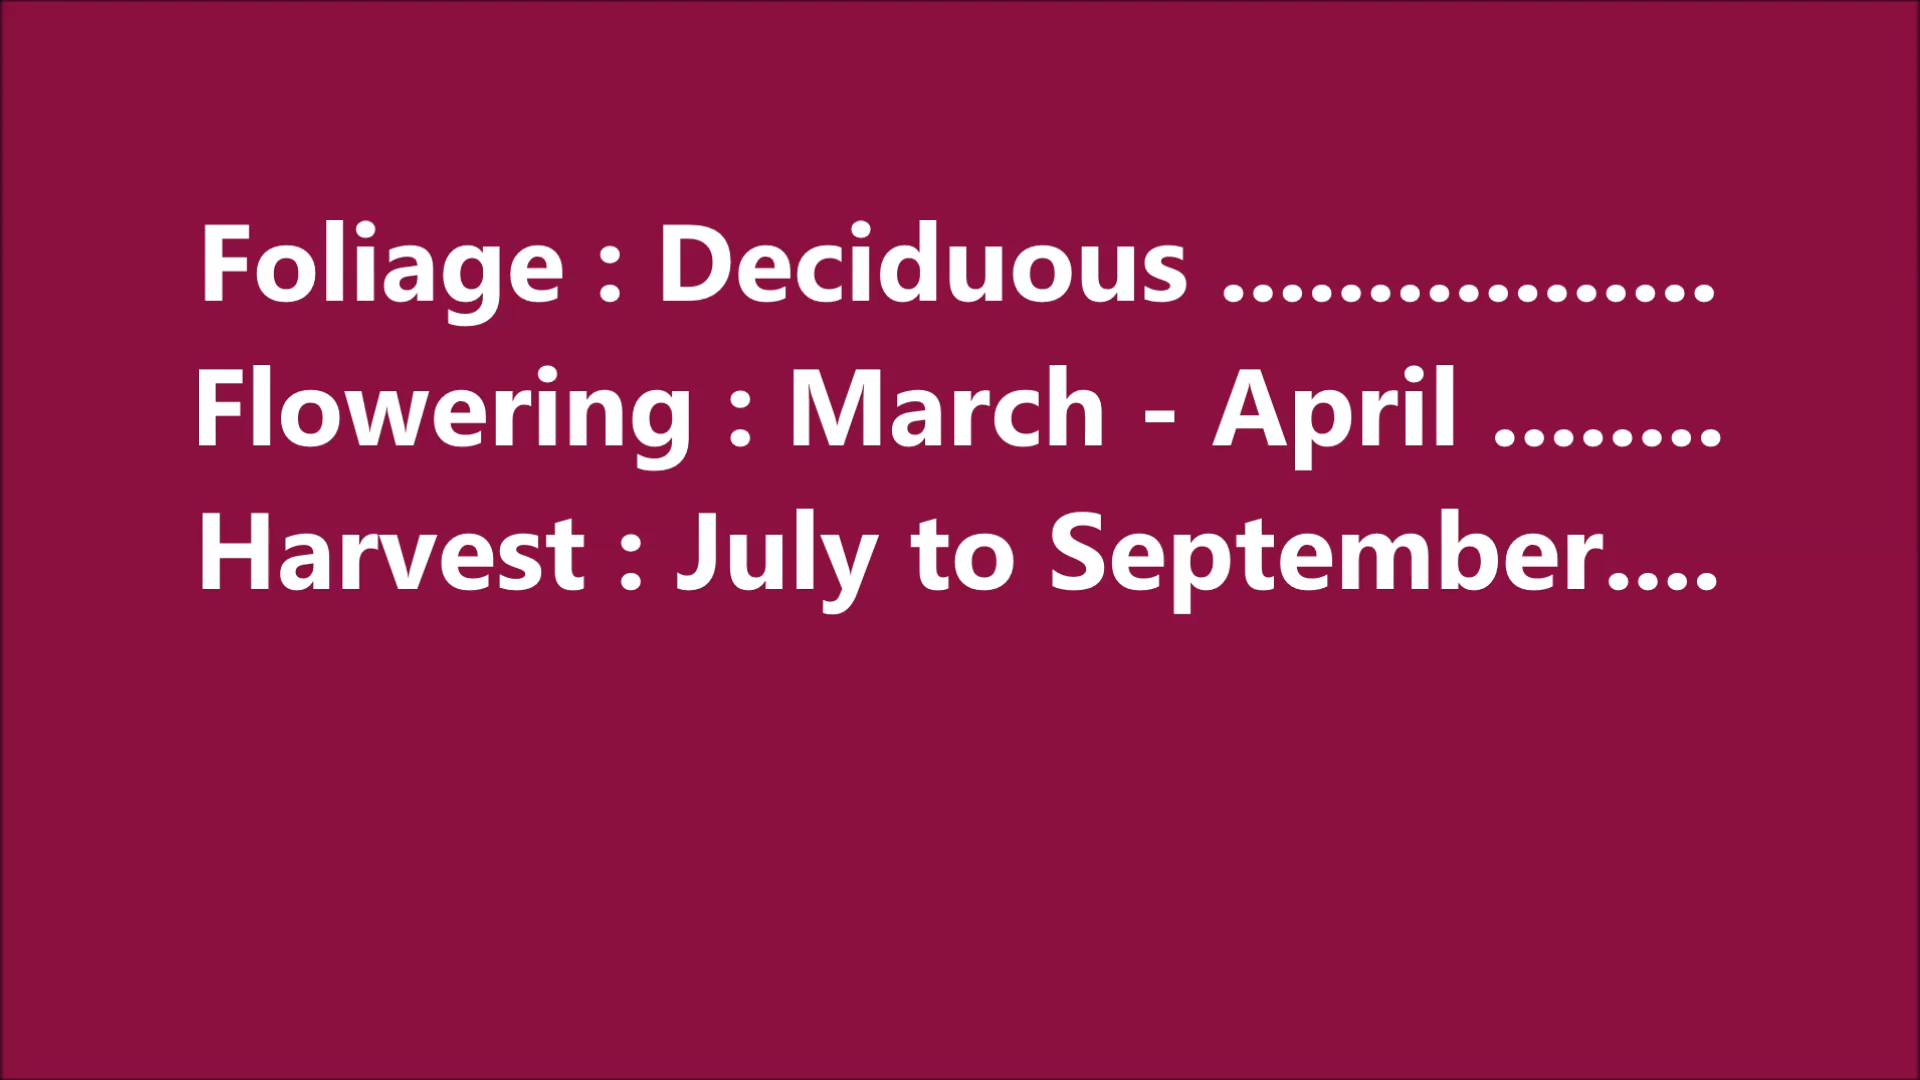 Foliage : Deciduous .................
Flowering : March - April ........
Harvest : July to September....